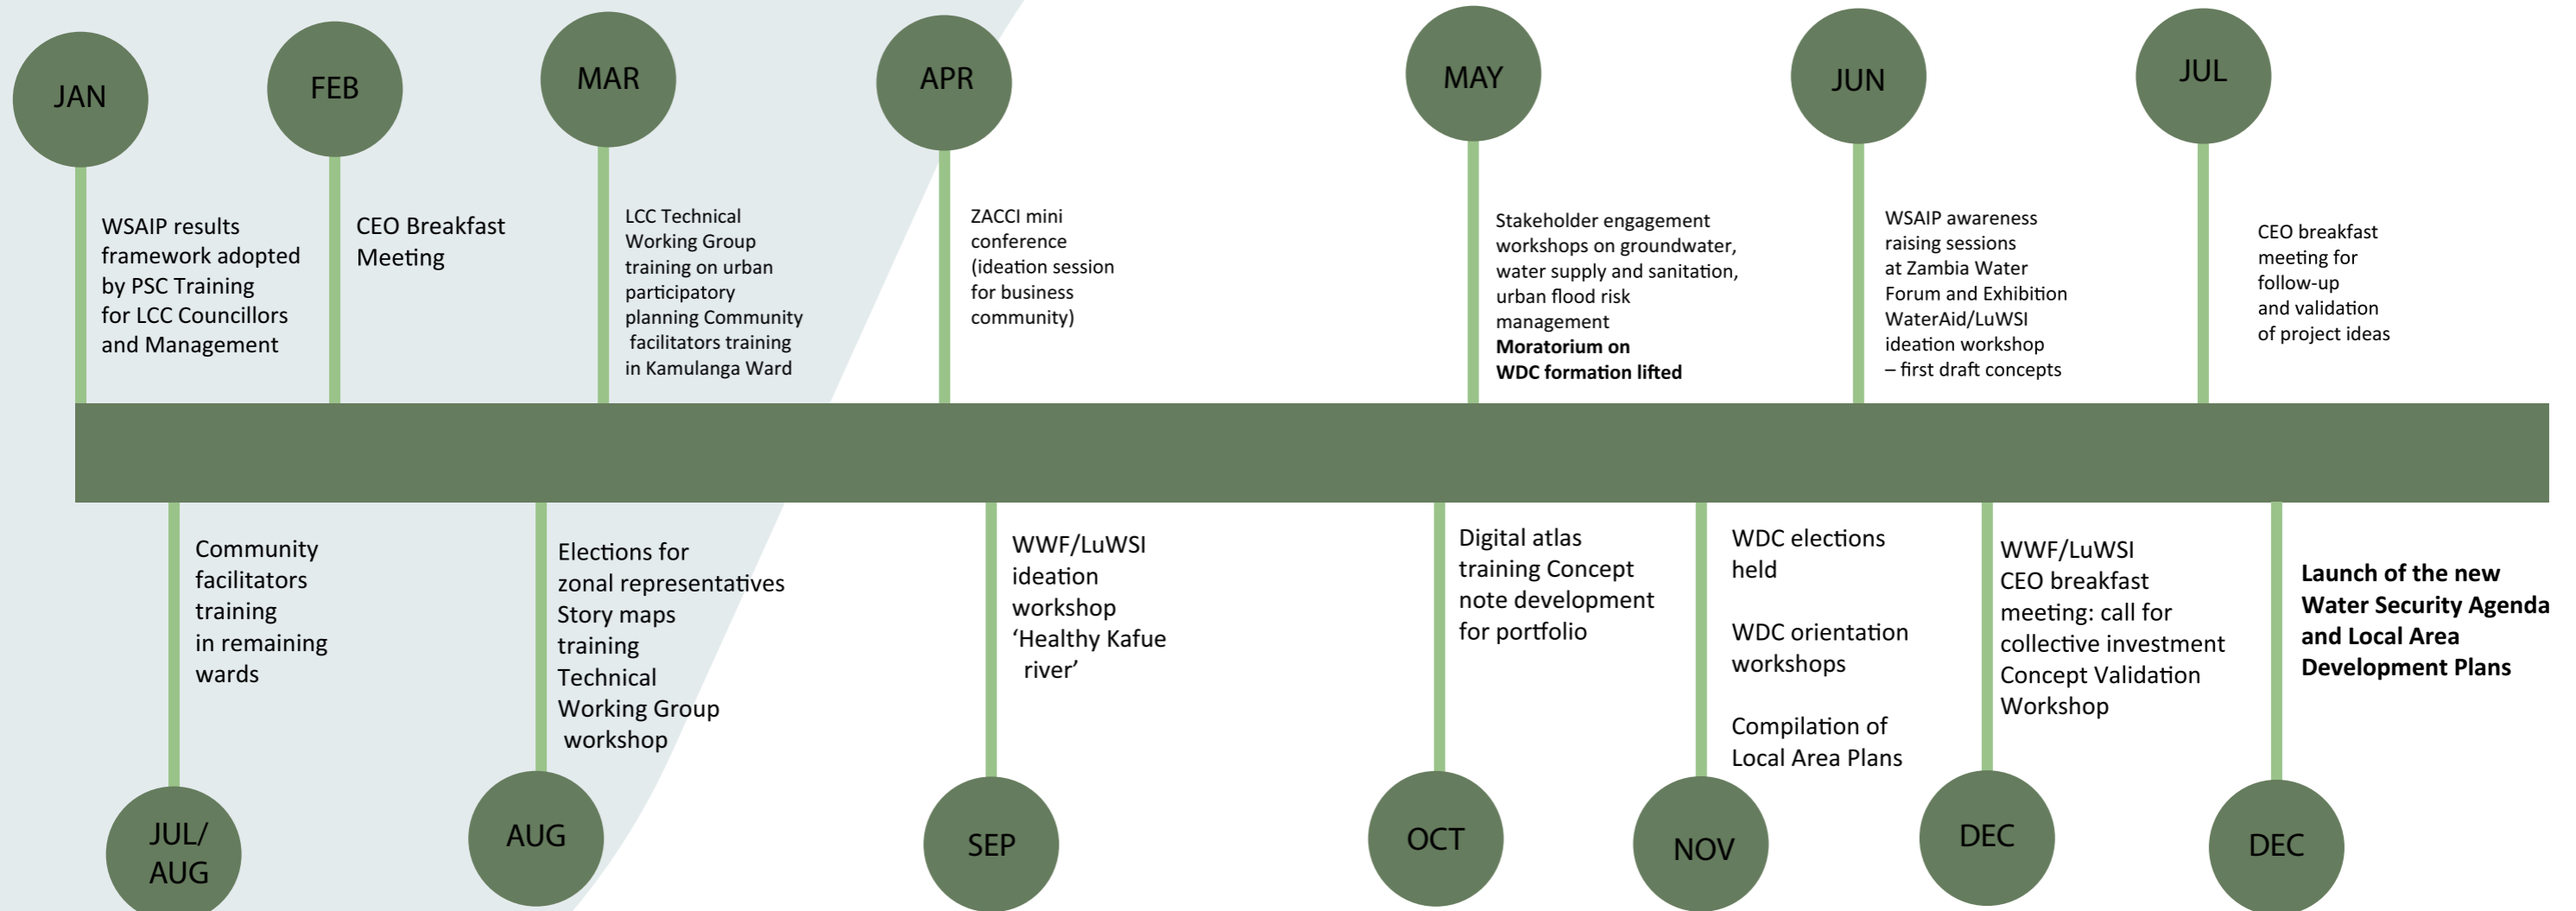 JAN
WSAIP results
framework adopted
by PSC Training
for LCC Councillors
and Management
FEB
CEO Breakfast
Meeting
MAR
LCC Technical
Working Group
training on urban
participatory
planning Community
facilitators training
in Kamulanga Ward
APR
ZACCI mini
conference
(ideation session
for business
community)
MAY
Stakeholder engagement
workshops on groundwater,
water supply and sanitation,
urban flood risk
management
Moratorium on
WDC formation lifted
JUN
WSAIP awareness
raising sessions
at Zambia Water
Forum and Exhibition
WaterAid/LuWSI
ideation workshop
– first draft concepts
JUL
CEO breakfast
meeting for
follow-up
and validation
of project ideas
Community
facilitators
training
in remaining
wards
JUL/
AUG
Elections for
zonal representatives
Story maps
training
Technical
Working Group
workshop
AUG
WWF/LuWSI
ideation
workshop
‘Healthy Kafue
river’
SEP
Digital atlas
training Concept
note development
for portfolio
OCT
WDC elections
held
WDC orientation
workshops
Compilation of
Local Area Plans
NOV
WWF/LuWSI
CEO breakfast
meeting: call for
collective investment
Concept Validation
Workshop
DEC
Launch of the new
Water Security Agenda
and Local Area
Development Plans
DEC